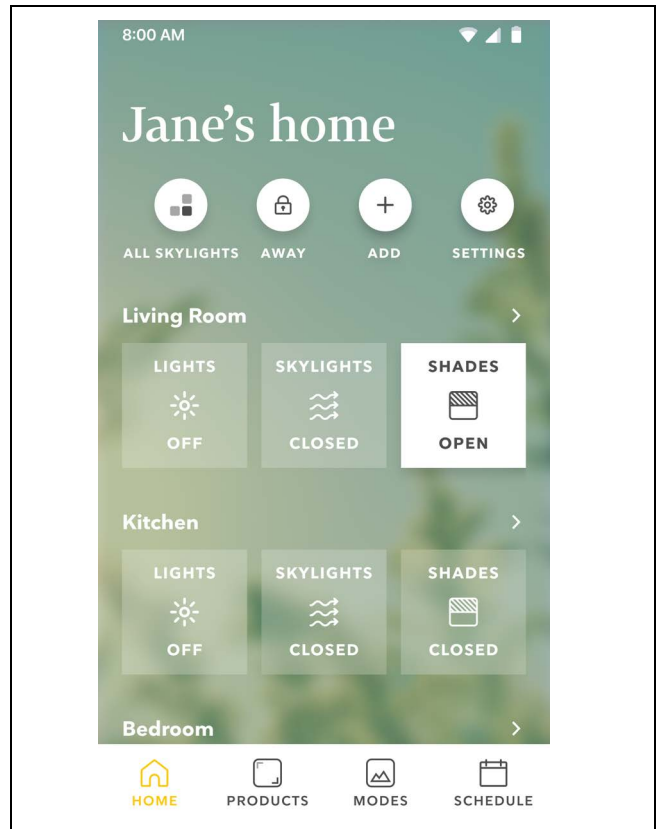 8:00 AM
Jane's home
ALL SKYLIGHTS AWAY ADD SETTINGS
Living Room
LIGHTS SKYLIGHTS SHADES
OFF CLOSED OPEN
Kitchen
LIGHTS SKYLIGHTS SHADES
OFF CLOSED CLOSED
Bedroom
HOME PRODUCTS MODES SCHEDULE